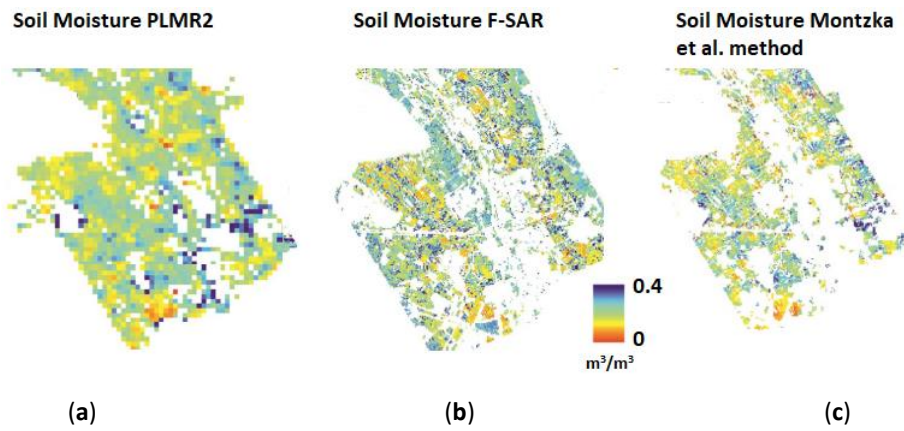 Soil Moisture PLMR2
Soil Moisture F-SAR
Soil Moisture Montzka
et al. method
0.4
0
m³/m³
(a)
(b)
(c)